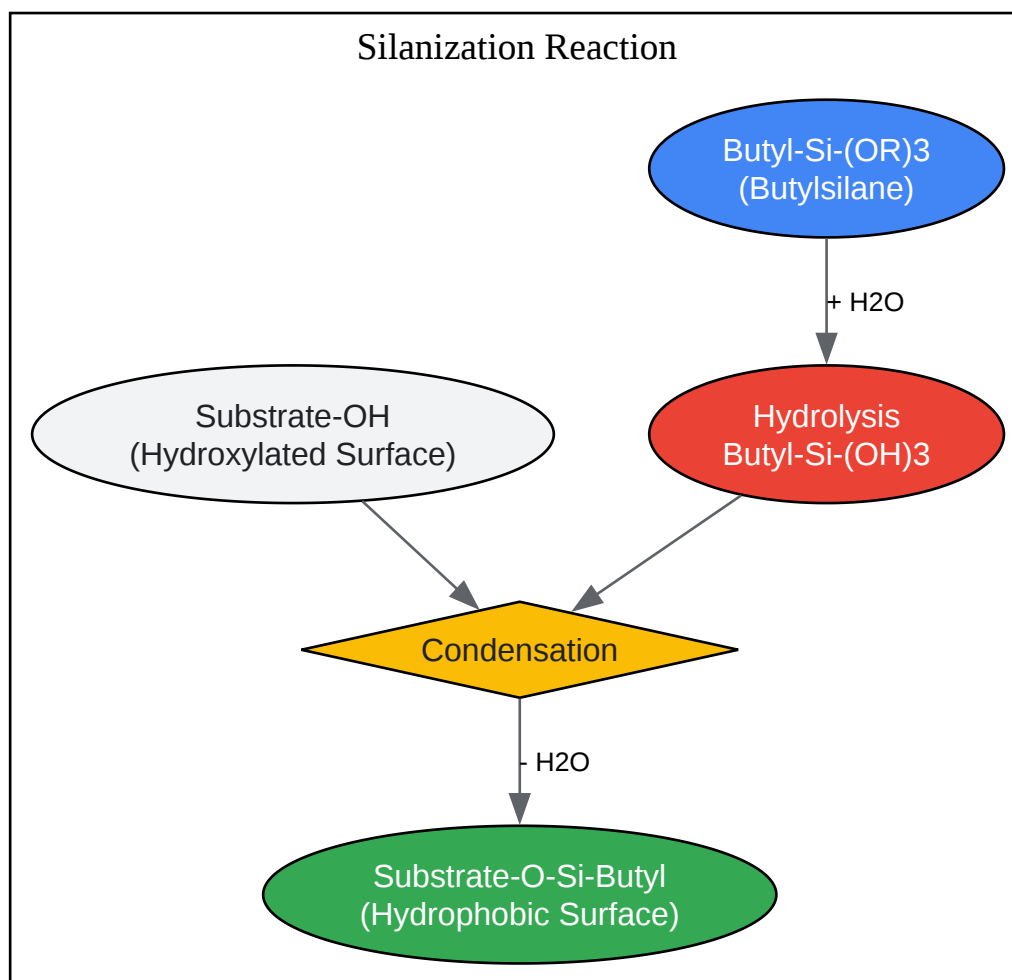 Silanization Reaction
Butyl-Si-(OR)3
(Butylsilane)
+ H2O
Substrate-OH
(Hydroxylated Surface)
Hydrolysis
Butyl-Si-(OH)3
Condensation
- H2O
Substrate-O-Si-Butyl
(Hydrophobic Surface)